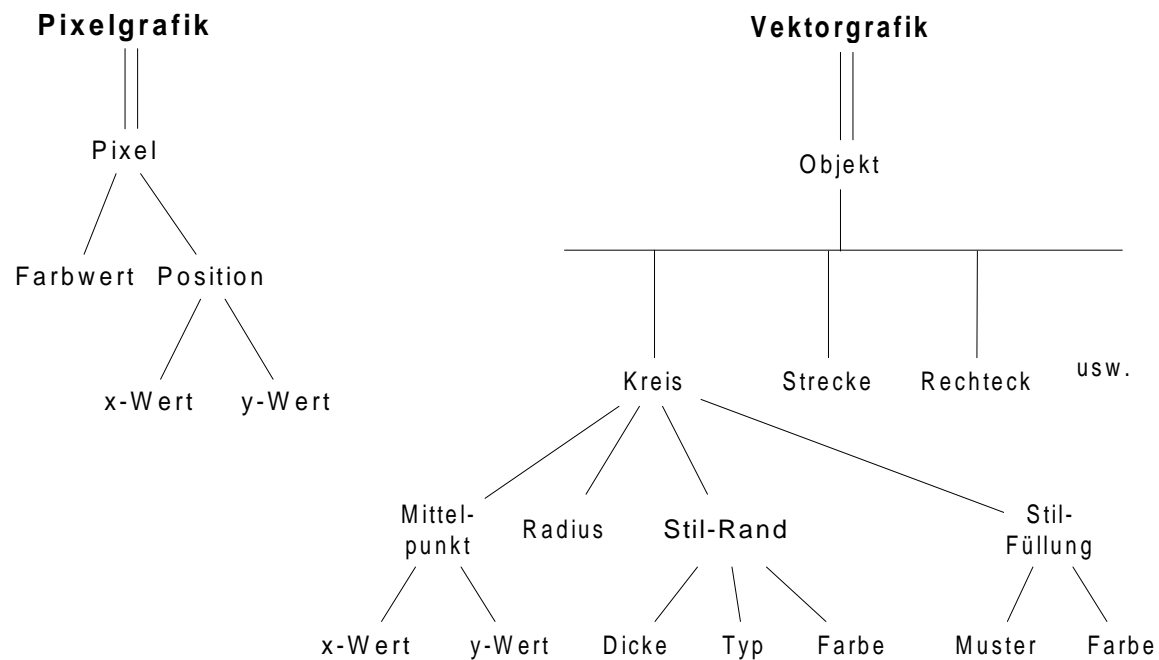 Pixelgrafik
Pixel
Farbwert Position
x-Wert y-Wert
Vektorgrafik
Objekt
Kreis Strecke Rechteck usw.
Mittel-
punkt
Radius
Stil-Rand
Stil-
Füllung
x-Wert y-Wert Dicke Typ Farbe Muster Farbe